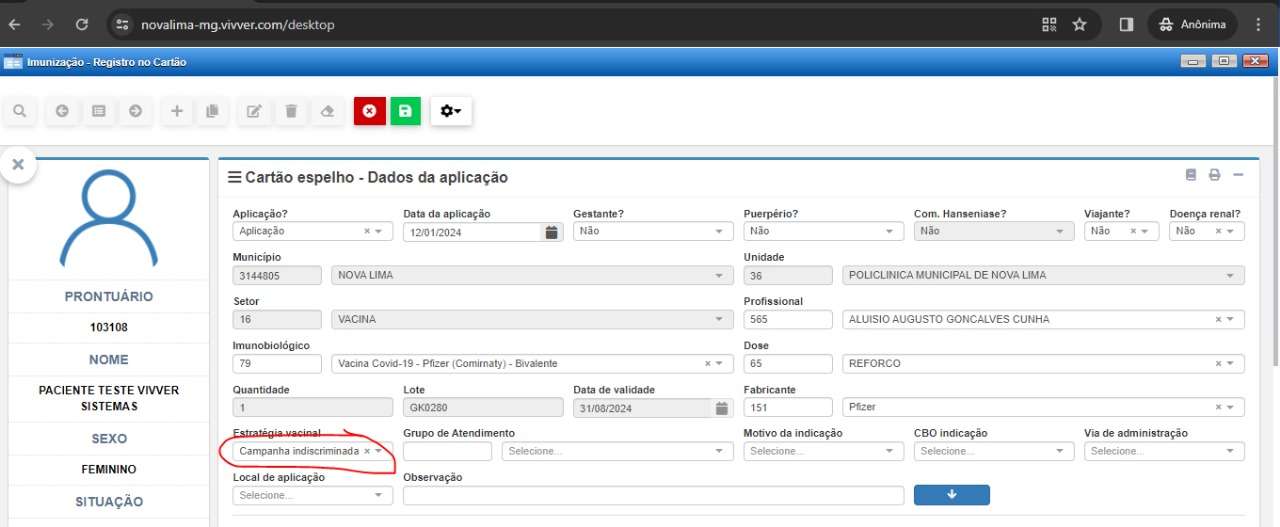 novalima-mg.vivver.com/desktop
Anônima
Imunização - Registro no Cartão
PRONTUÁRIO
103108
NOME
PACIENTE TESTE VIVVER
SISTEMAS
SEXO
FEMININO
SITUAÇÃO
Cartão espelho - Dados da aplicação
Aplicação? Data da aplicação Gestante? Puerpério? Com. Hanseniase? Viajante? Doença renal?
Aplicação 12/01/2024 Não Não Não Não Não
Município Unidade
3144805 NOVA LIMA 36 POLICLINICA MUNICIPAL DE NOVA LIMA
Setor Profissional
16 VACINA 565 ALUISIO AUGUSTO GONCALVES CUNHA
Imunobiológico Dose
79 Vacina Covid-19 - Pfizer (Comirnaty) - Bivalente 65 REFORCO
Quantidade Lote Data de validade Fabricante
1 GK0280 31/08/2024 151 Pfizer
Estratégia vacinal Grupo de Atendimento Motivo da indicação CBO indicação Via de administração
Campanha indiscriminada Selecione... Selecione... Selecione... Selecione...
Local de aplicação Observação
Selecione...